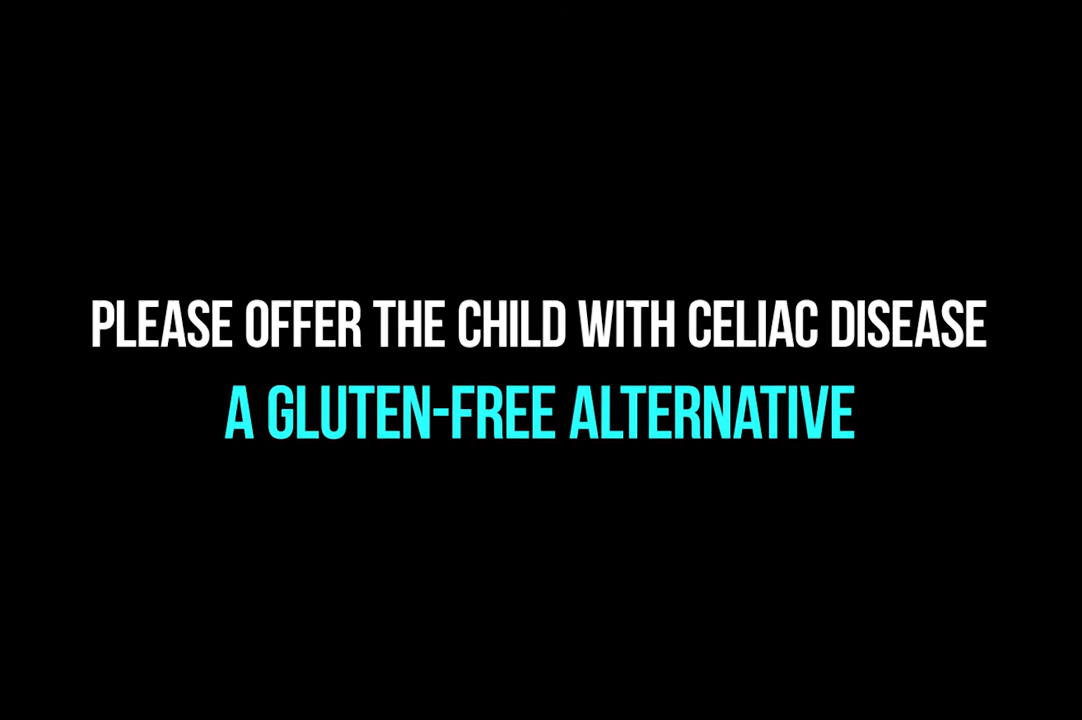 PLEASE OFFER THE CHILD WITH CELIAC DISEASE
A GLUTEN-FREE ALTERNATIVE